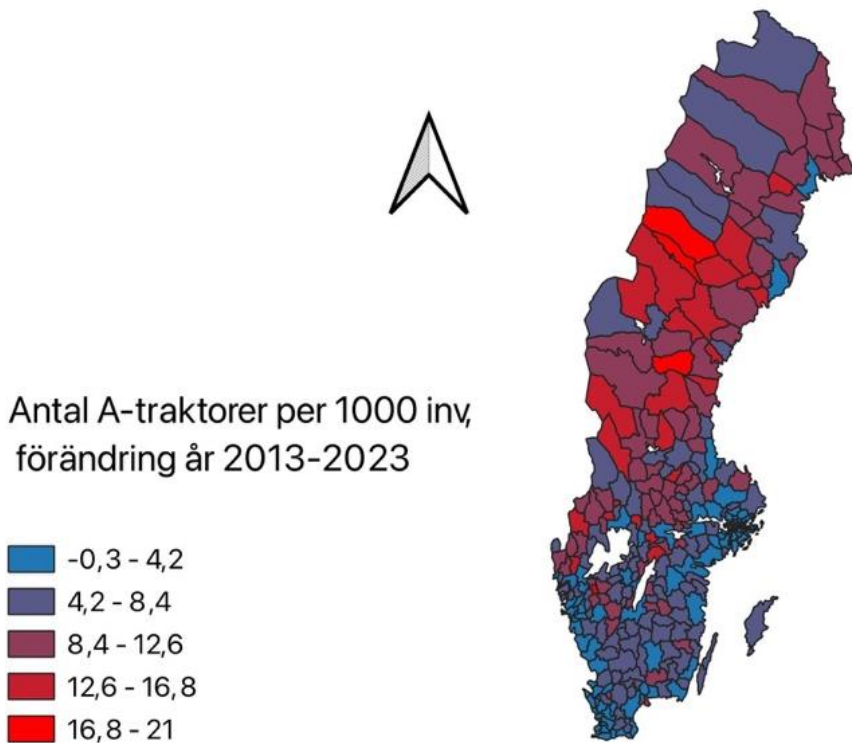 Antal A-traktorer per 1000 inv,
förändring år 2013-2023
-0,3 - 4,2
4,2 - 8,4
8,4 - 12,6
12,6 - 16,8
16,8 - 21